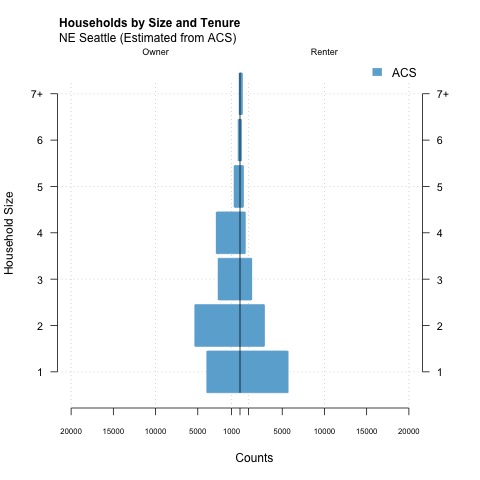 Households by Size and Tenure
NE Seattle (Estimated from ACS)
Owner Renter
ACS
7+ 7+
6 6
5 5
4 4
3 3
2 2
1 1
Household Size
20000 15000 10000 5000 1000 5000 10000 15000 20000
Counts